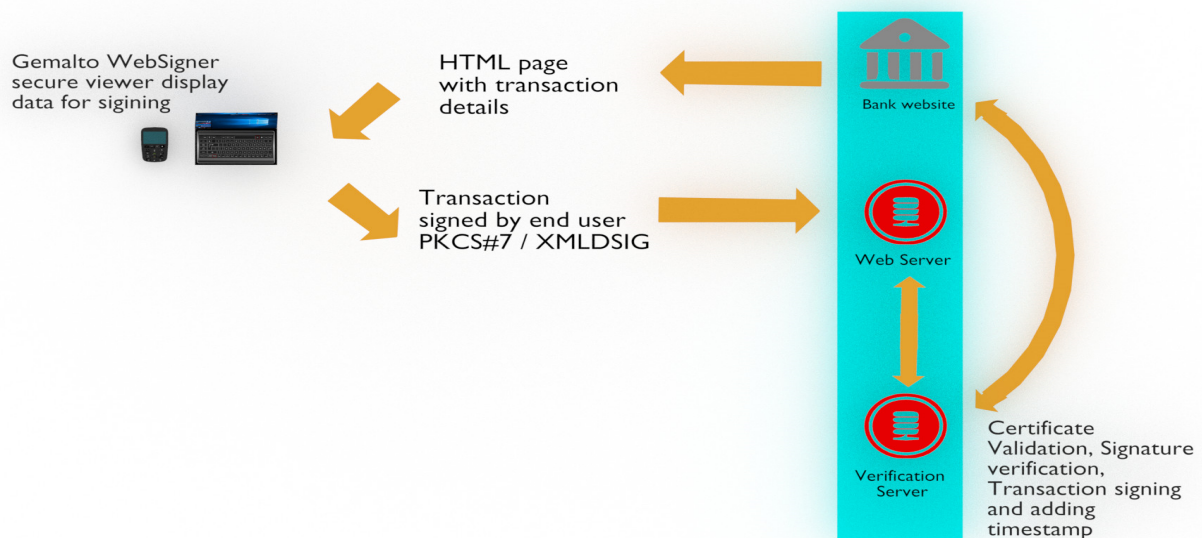 Gemalto WebSigner
secure viewer display
data for sigining
HTML page
with transaction
details
Bank website
Transaction
signed by end user
PKCS#7 / XMLDSIG
Web Server
Verification
Server
Certificate
Validation, Signature
verification,
Transaction signing
and adding
timestamp